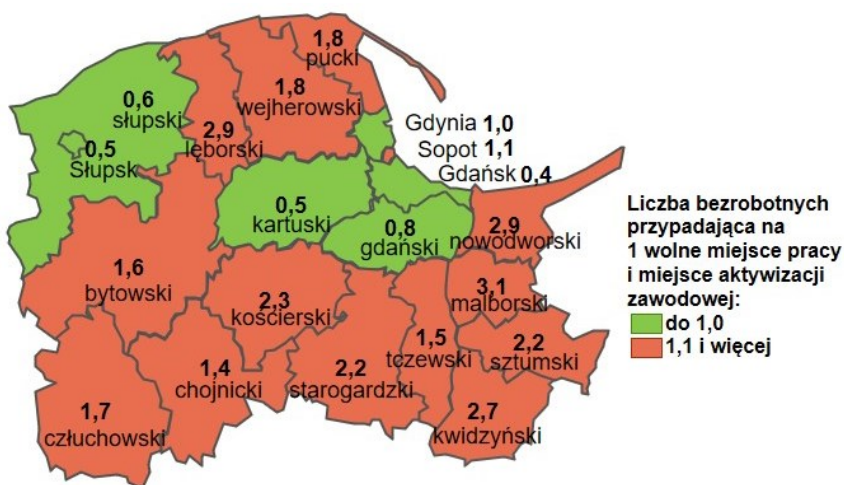 1,8
pucki
1,8
wejherowski
0,6
słupski
2,9
lęborski
0,5
Słupsk
Gdynia 1,0
Sopot 1,1
Gdańsk 0,4
0,5
kartuski
0,8
gdański
2,9
nowodworski
1,6
bytowski
2,3
kościerski
3,1
malborski
1,4
chojnicki
2,2
starogardzki
1,5
tczewski
2,2
sztumski
1,7
człuchowski
2,7
kwidzyński
Liczba bezrobotnych
przypadająca na
1 wolne miejsce pracy
i miejsce aktywizacji
zawodowej:
do 1,0
1,1 i więcej